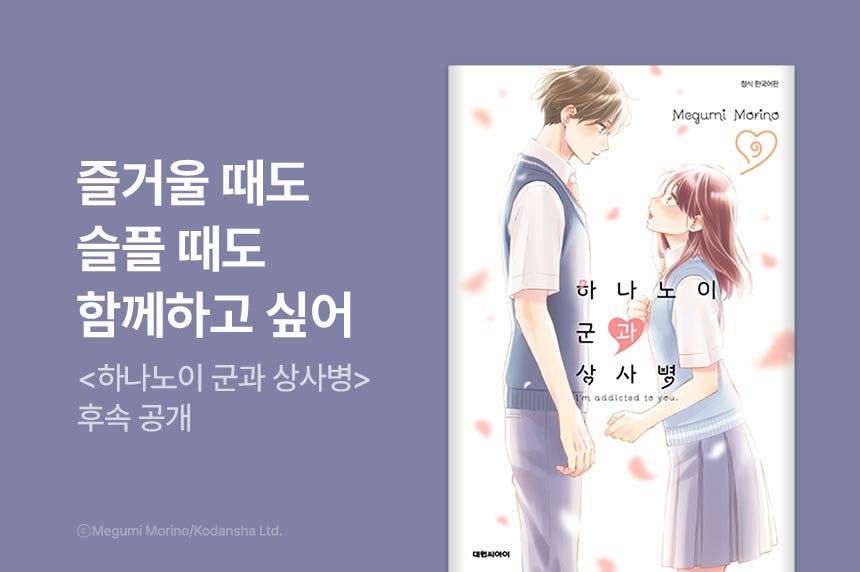 즐거울 때도
슬플 때도
함께하고 싶어
<하나노이 군과 상사병>
후속 공개
ⓒMegumi Morino/Kodansha Ltd.
정식 한국어판
Megumi Morino
9
하나노이
군과
상사병
I'm addicted to you.
대원씨아이